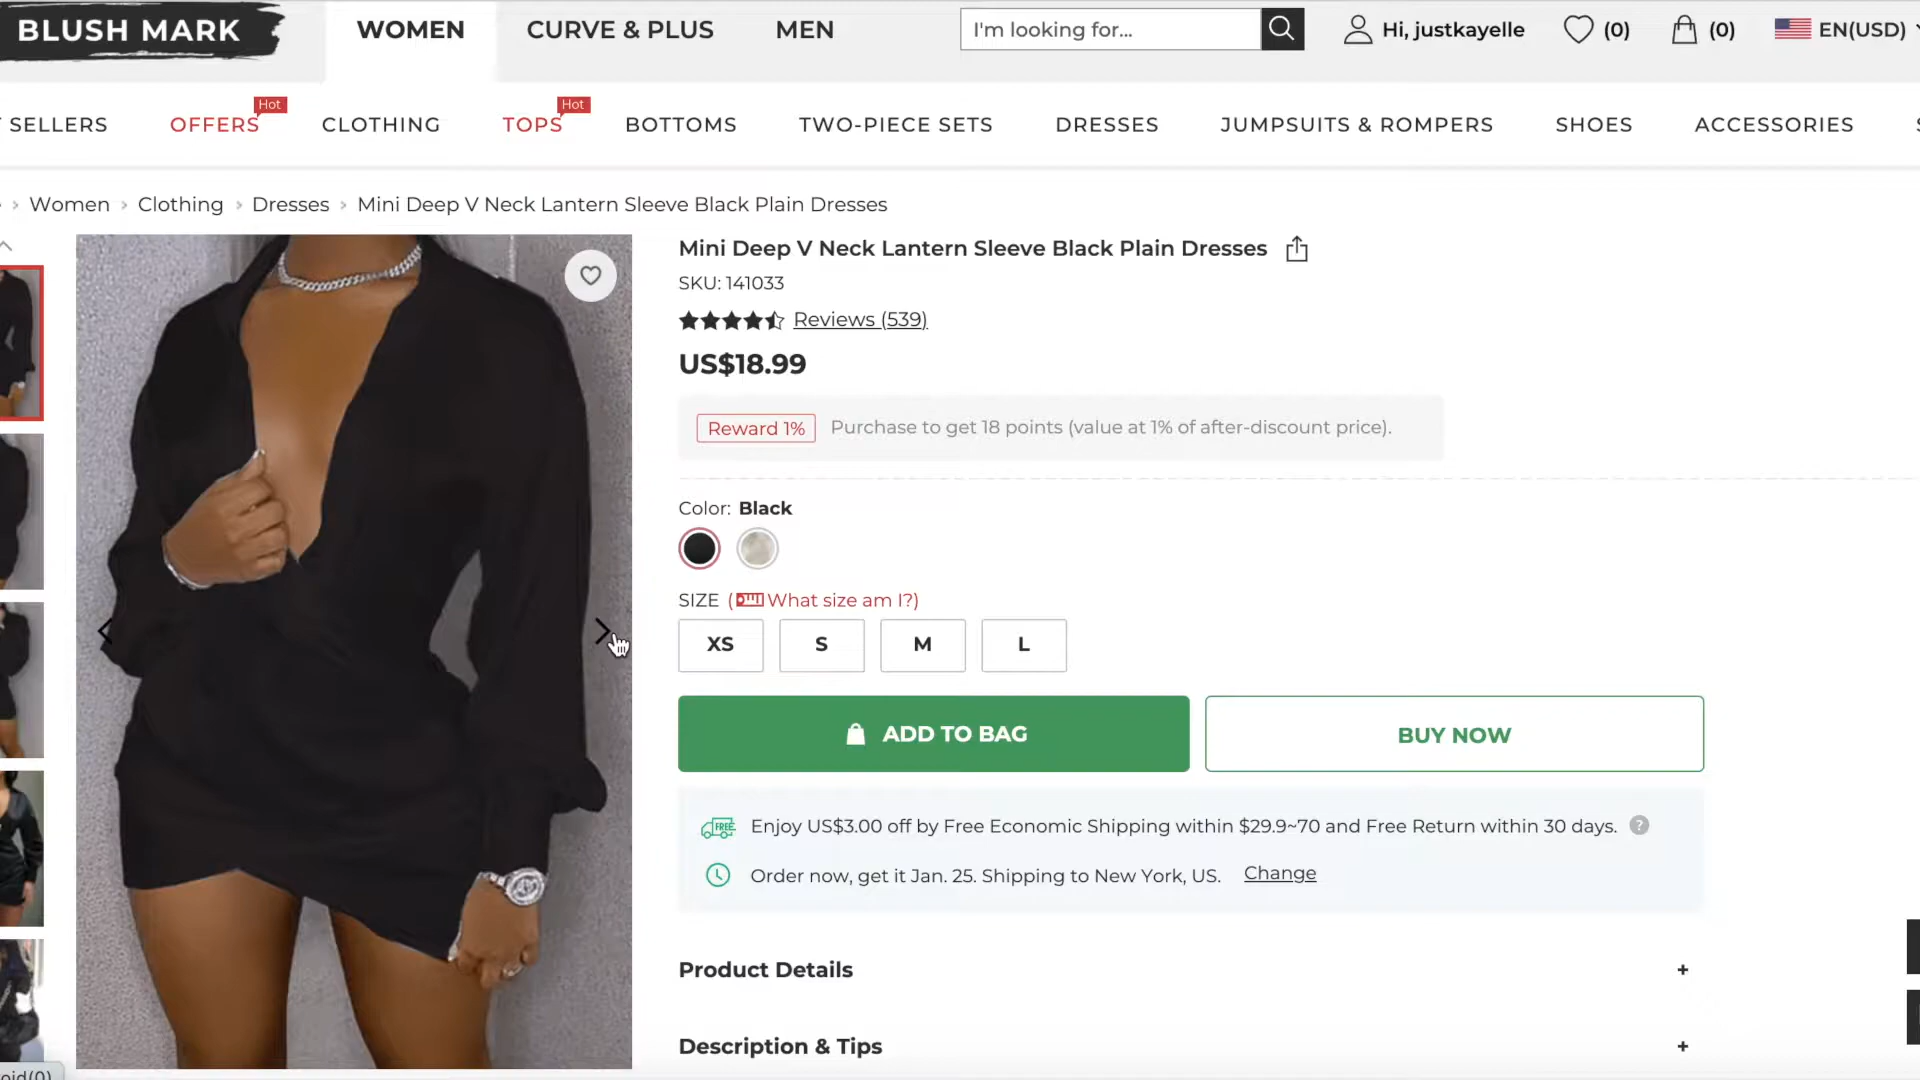 BLUSH MARK
WOMEN
CURVE & PLUS
MEN
I'm looking for...
Hi, justkayelle
(0)
(0)
EN(USD)
SELLERS
OFFERS
Hot
CLOTHING
TOPS
Hot
BOTTOMS
TWO-PIECE SETS
DRESSES
JUMPSUITS & ROMPERS
SHOES
ACCESSORIES
› Women › Clothing › Dresses › Mini Deep V Neck Lantern Sleeve Black Plain Dresses
Mini Deep V Neck Lantern Sleeve Black Plain Dresses
SKU: 141033
Reviews (539)
US$18.99
Reward 1% Purchase to get 18 points (value at 1% of after-discount price).
Color: Black
SIZE (What size am I?)
XS
S
M
L
ADD TO BAG
BUY NOW
FREE
Enjoy US$3.00 off by Free Economic Shipping within $29.9~70 and Free Return within 30 days. ?
Order now, get it Jan. 25. Shipping to New York, US. Change
Product Details +
Description & Tips +